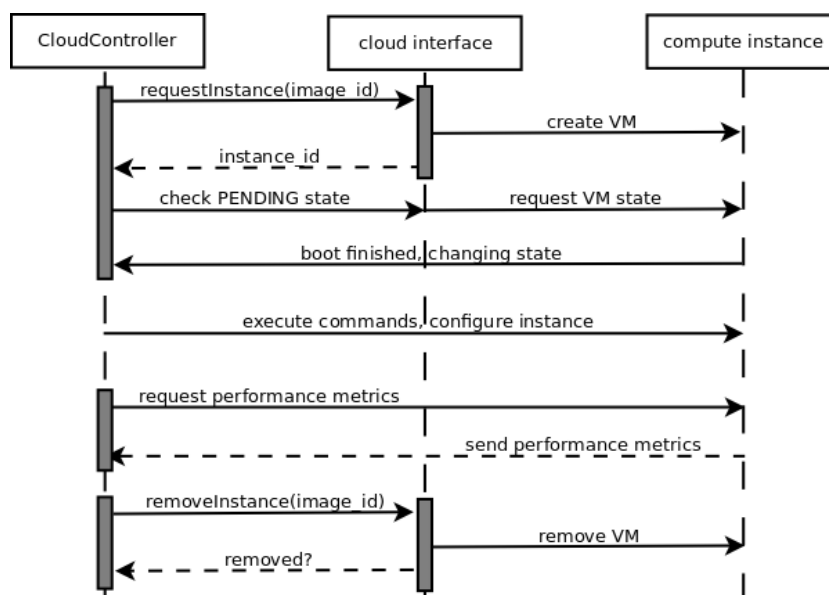 CloudController
cloud interface
compute instance
requestInstance(image_id)
create VM
instance_id
check PENDING state
request VM state
boot finished, changing state
execute commands, configure instance
request performance metrics
send performance metrics
removeInstance(image_id)
remove VM
removed?